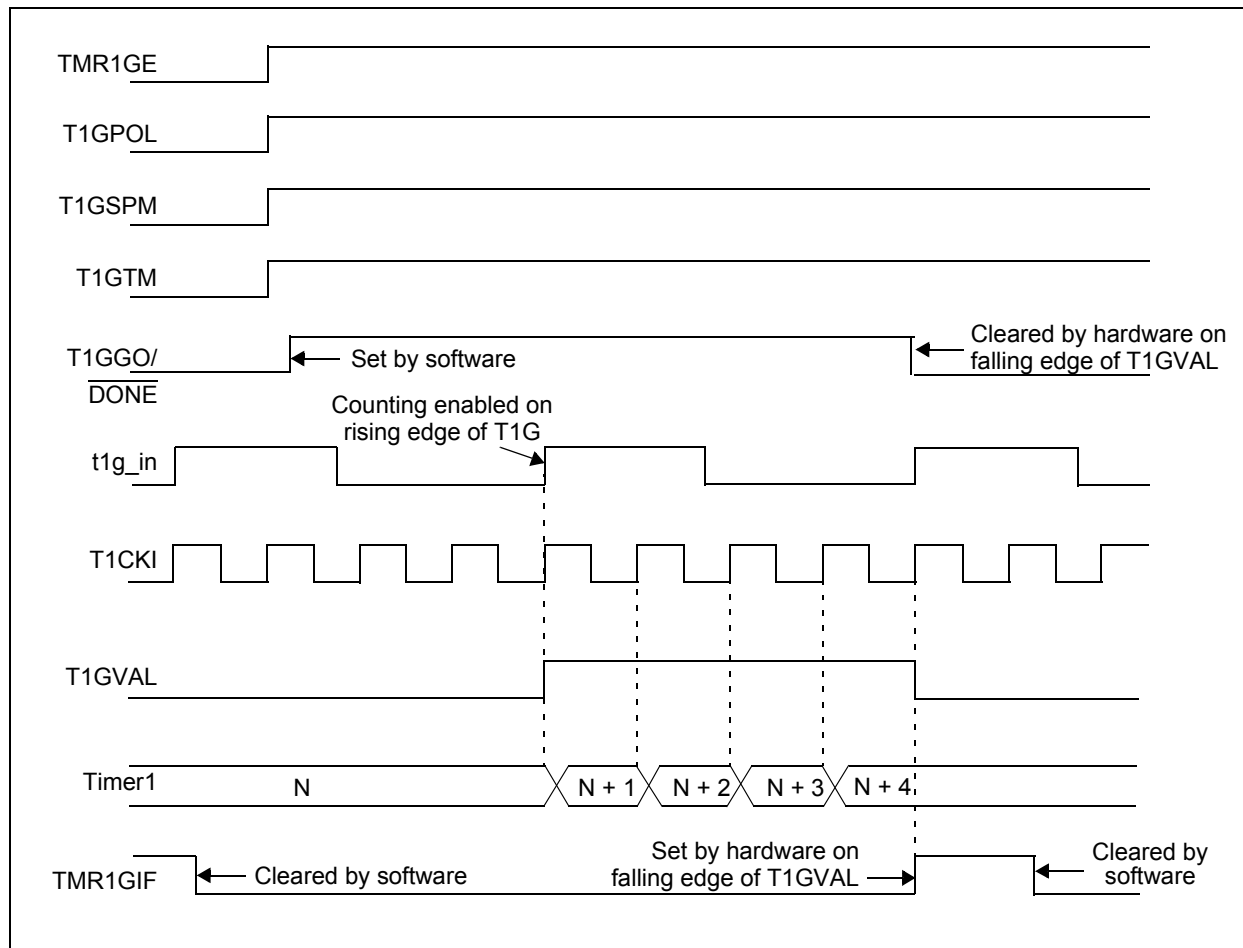 TMR1GE
T1GPOL
T1GSPM
T1GTM
T1GGO/
DONE
Set by software
Cleared by hardware on
falling edge of T1GVAL
Counting enabled on
rising edge of T1G
t1g_in
T1CKI
T1GVAL
Timer1
N
N + 1
N + 2
N + 3
N + 4
TMR1GIF
Cleared by software
Set by hardware on
falling edge of T1GVAL
Cleared by
software